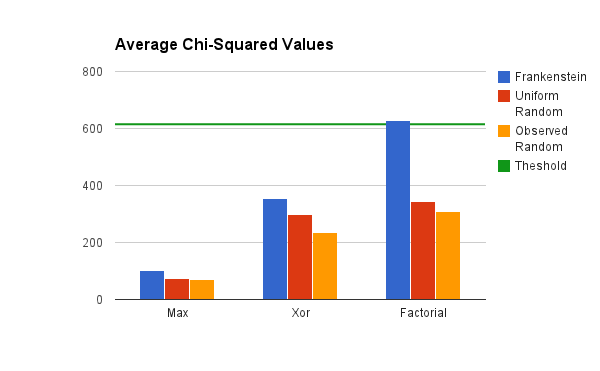 Average Chi-Squared Values
800
600
400
200
0
Max
Xor
Factorial
Frankenstein
Uniform
Random
Observed
Random
Theshold